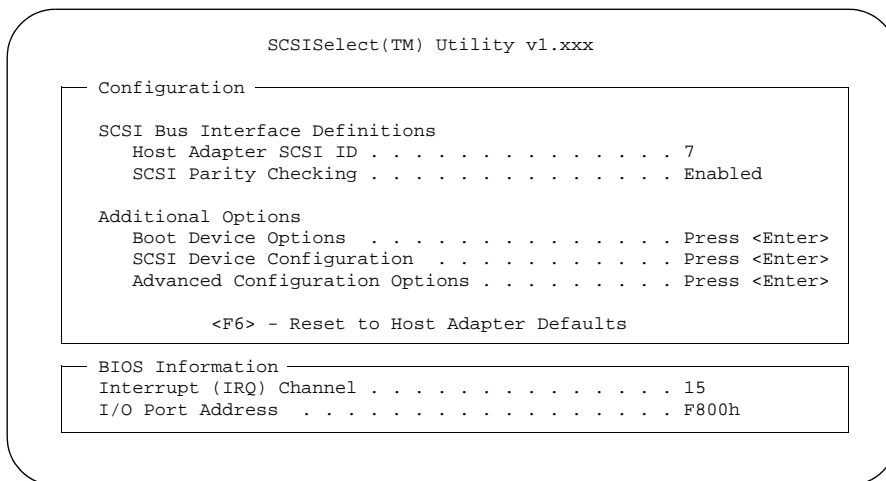 SCSISelect(TM) Utility v1.xxx
Configuration
SCSI Bus Interface Definitions
Host Adapter SCSI ID . . . . . . . . . . . . . . 7
SCSI Parity Checking . . . . . . . . . . . . . . Enabled
Additional Options
Boot Device Options . . . . . . . . . . . . . . Press <Enter>
SCSI Device Configuration . . . . . . . . . . . Press <Enter>
Advanced Configuration Options . . . . . . . . . Press <Enter>
<F6> - Reset to Host Adapter Defaults
BIOS Information
Interrupt (IRQ) Channel . . . . . . . . . . . . . . . 15
I/O Port Address . . . . . . . . . . . . . . . . . F800h